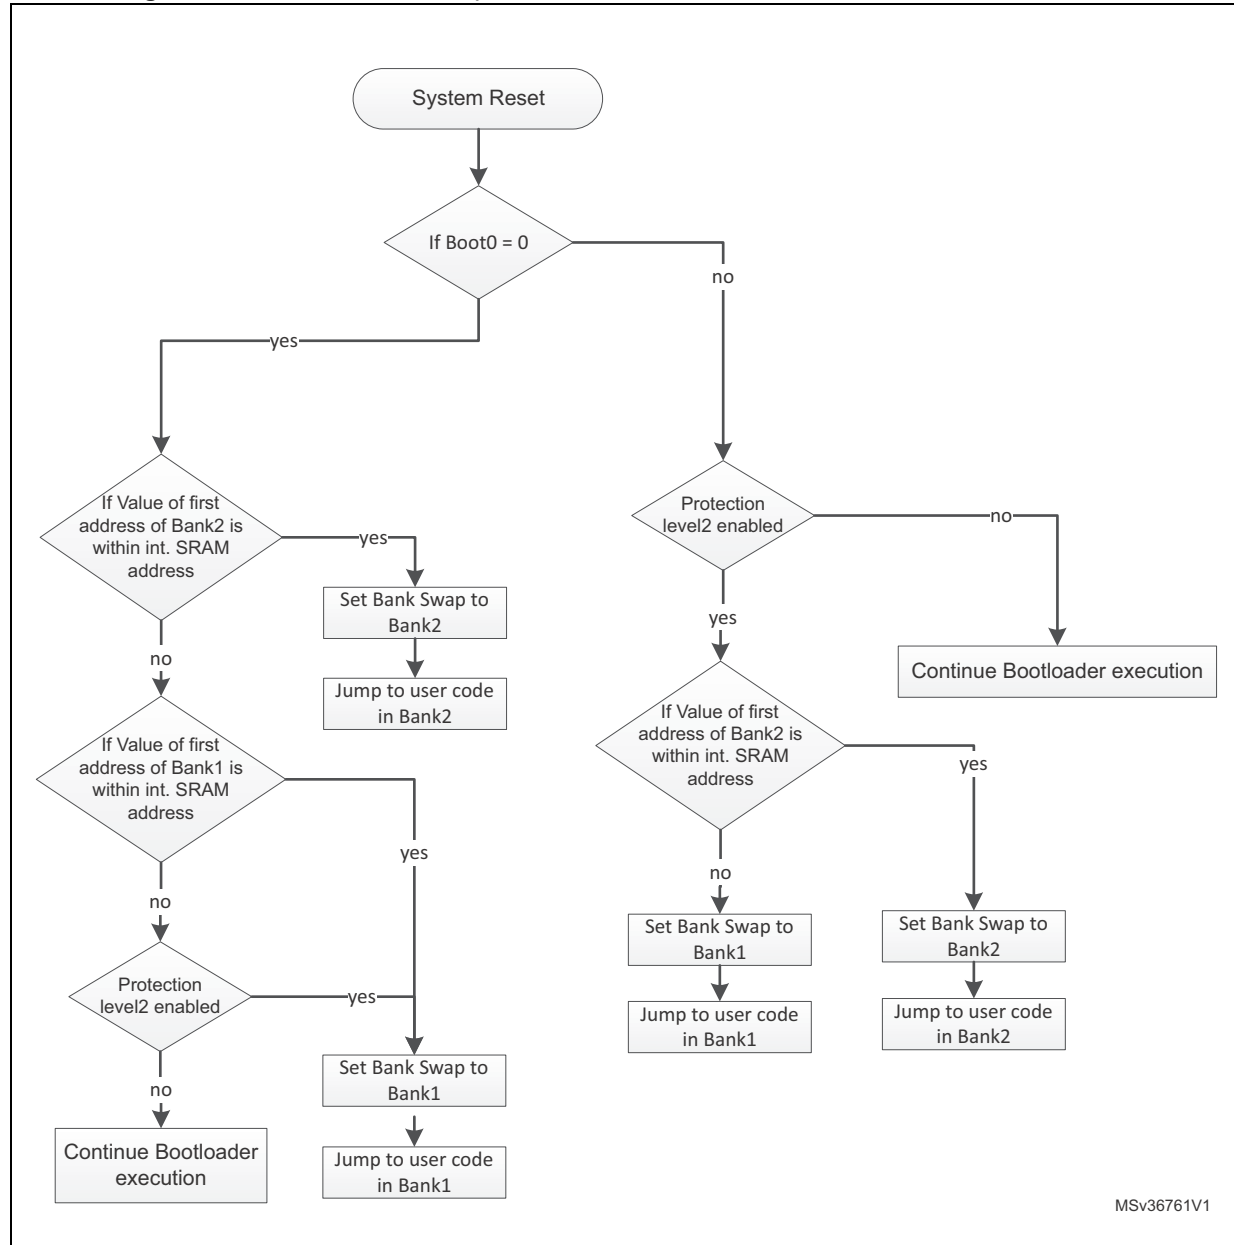 System Reset
If Boot0 = 0
no
yes
If Value of first
address of Bank2 is
within int. SRAM
address
yes
Set Bank Swap to
Bank2
Jump to user code
in Bank2
no
If Value of first
address of Bank1 is
within int. SRAM
address
yes
no
Protection
level2 enabled
yes
Set Bank Swap to
Bank1
Jump to user code
in Bank1
no
Continue Bootloader
execution
Protection
level2 enabled
no
Continue Bootloader execution
yes
If Value of first
address of Bank2 is
within int. SRAM
address
yes
no
Set Bank Swap to
Bank1
Jump to user code
in Bank1
Set Bank Swap to
Bank2
Jump to user code
in Bank2
MSv36761V1